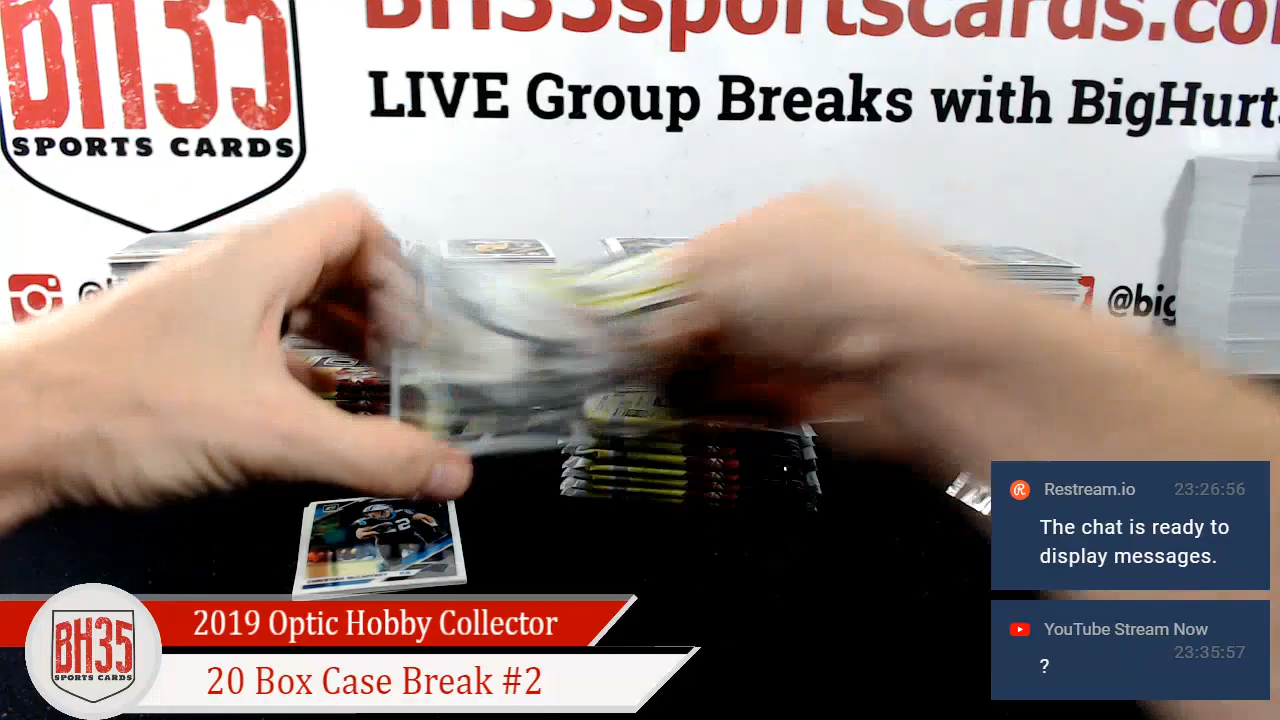 BH35
SPORTS CARDS
BH35sportscards.co
LIVE Group Breaks with BigHurt
@big
Restream.io 23:26:56
The chat is ready to
display messages.
YouTube Stream Now
23:35:57
?
BH35
SPORTS CARDS
2019 Optic Hobby Collector
20 Box Case Break #2